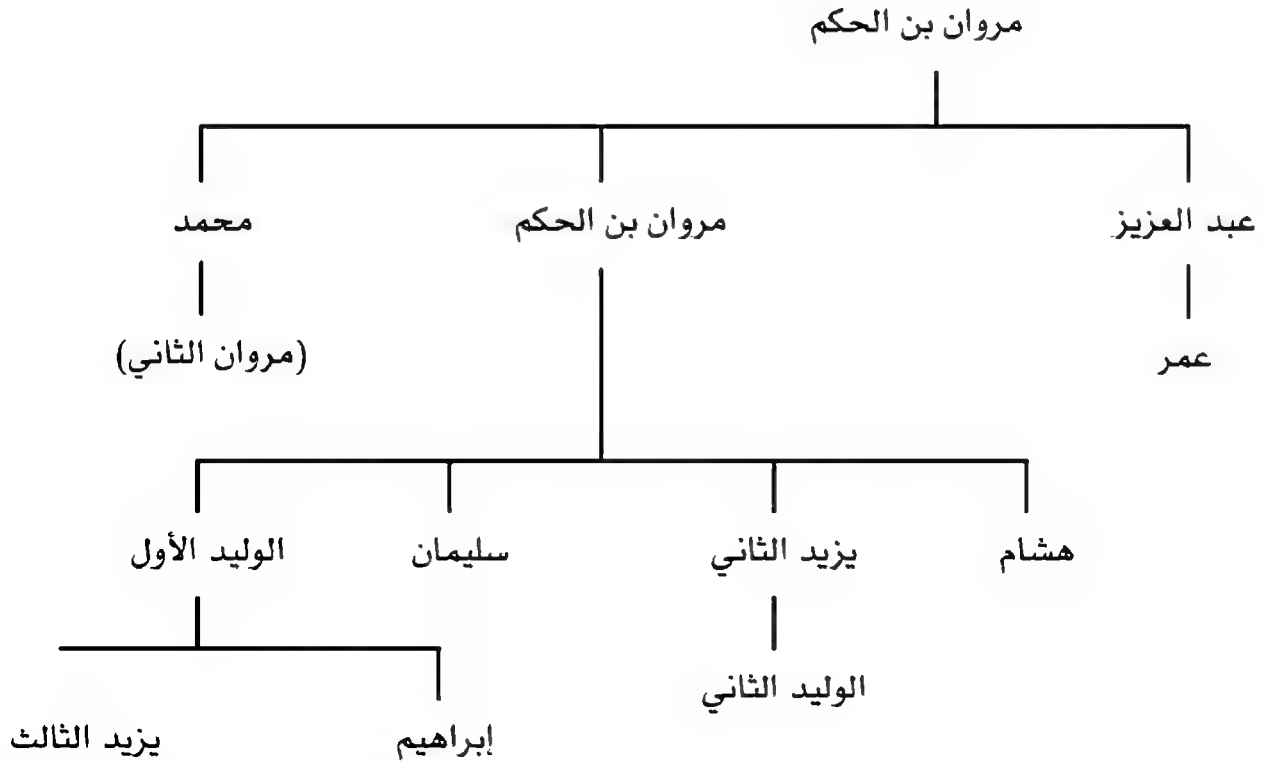 مروان بن الحكم
عبد العزيز
مروان بن الحكم
محمد
عمر
(مروان الثاني)
هشام
يزيد الثاني
سليمان
الوليد الأول
الوليد الثاني
إبراهيم
يزيد الثالث